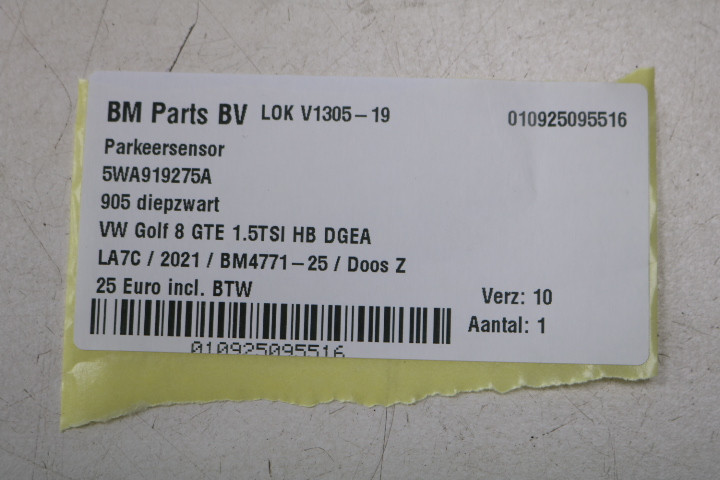 BM Parts BV LOK V1305-19 010925095516
Parkeersensor
5WA919275A
905 diepzwart
VW Golf 8 GTE 1.5TSI HB DGEA
LA7C / 2021 / BM4771-25 / Doos Z
25 Euro incl. BTW
Verz: 10
Aantal: 1
010925095516